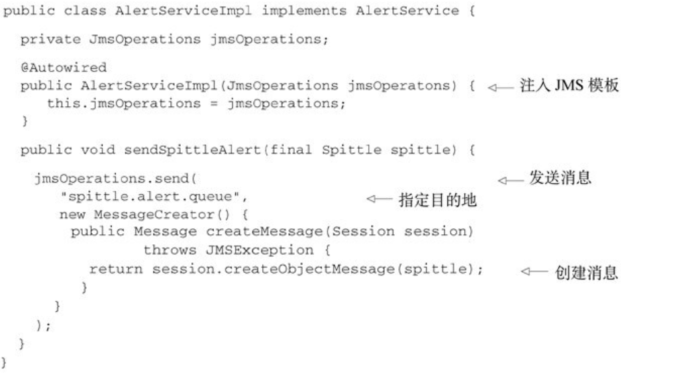 public class AlertServiceImpl implements AlertService {
private JmsOperations jmsOperations;
@Autowired
public AlertServiceImpl(JmsOperations jmsOperatons) { 注入 JMS 模板
this.jmsOperations = jmsOperations;
}
public void sendSpittleAlert(final Spittle spittle) {
jmsOperations.send( 发送消息
"spittle.alert.queue", 指定目的地
new MessageCreator() {
public Message createMessage(Session session)
throws JMSException {
return session.createObjectMessage(spittle); 创建消息
}
}
);
}
}